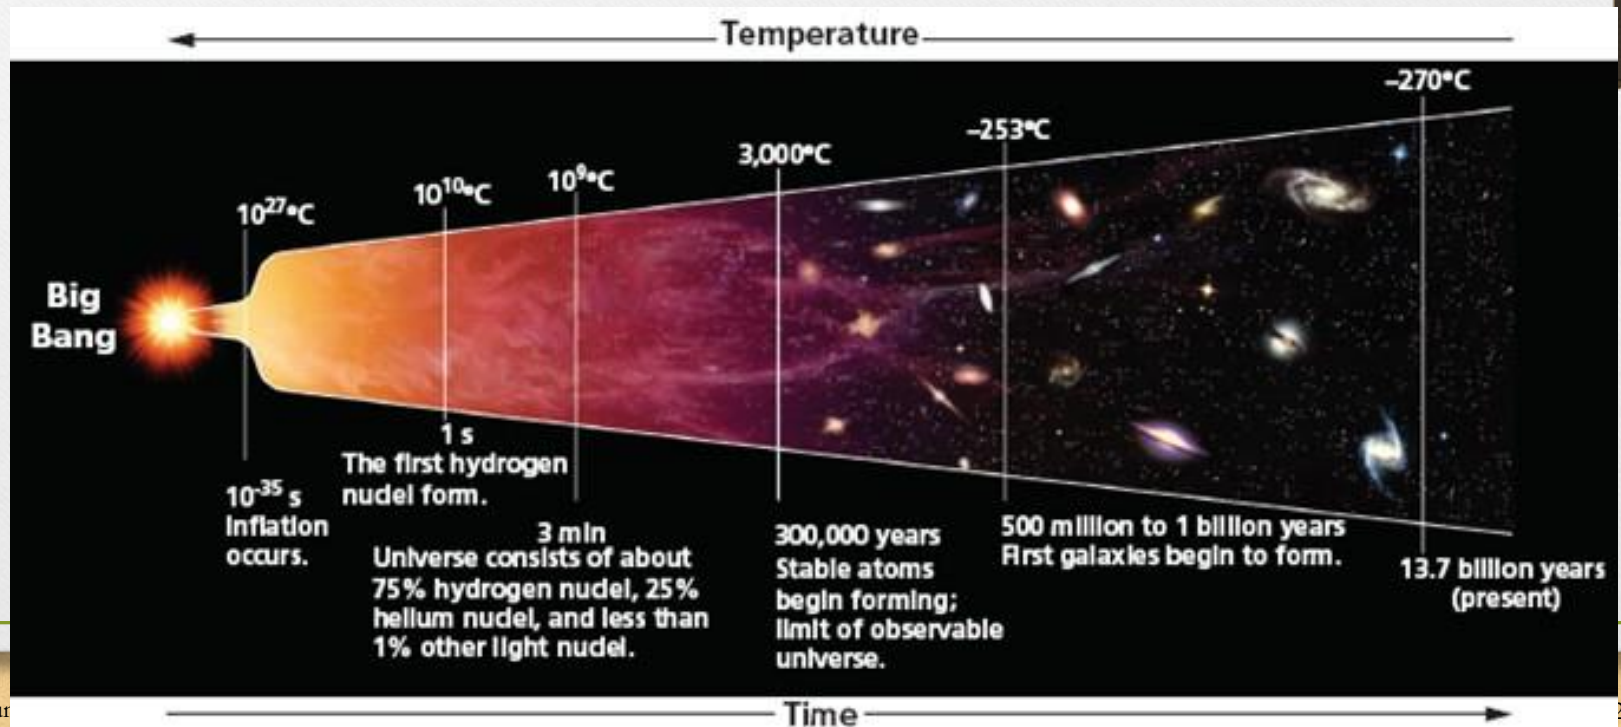 Temperature
-270°C
-253°C
3,000°C
10⁹°C
10¹⁰°C
10²⁷°C
Big
Bang
1 s
The first hydrogen
nuclei form.
10⁻³⁵ s
Inflation
occurs.
3 min
Universe consists of about
75% hydrogen nuclei, 25%
helium nuclei, and less than
1% other light nuclei.
300,000 years
Stable atoms
begin forming;
limit of observable
universe.
500 million to 1 billion years
First galaxies begin to form.
13.7 billion years
(present)
Time